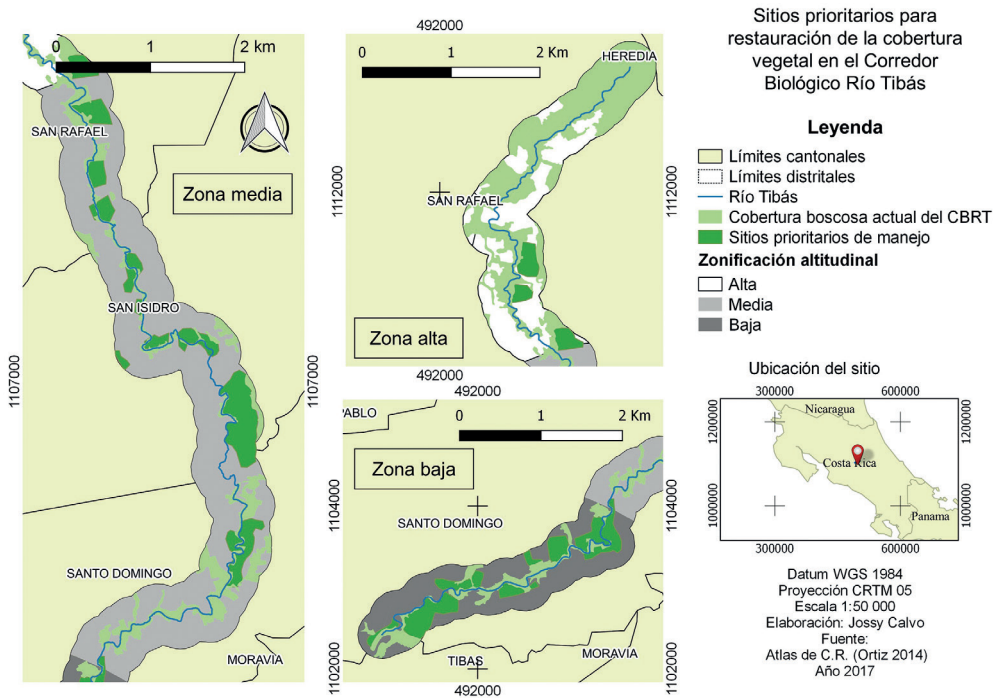 492000
0 1 2 km
SAN RAFAEL
Zona media
SAN ISIDRO
1107000
1107000
SANTO DOMINGO
MORAVIA
0 1 2 km
HEREDIA
1112000
1112000
SAN RAFAEL
Zona alta
492000
492000
PABLO
0 1 2 Km
Zona baja
SANTO DOMINGO
1104000
1104000
TIBAS
MORAVIA
1102000
1102000
492000
Sitios prioritarios para
restauración de la cobertura
vegetal en el Corredor
Biológico Río Tibás
Leyenda
Límites cantonales
Límites distritales
Río Tibás
Cobertura boscosa actual del CBRT
Sitios prioritarios de manejo
Zonificación altitudinal
Alta
Media
Baja
Ubicación del sitio
300000 600000
1200000
1200000
Nicaragua
Costa Rica
Panama
1000000
1000000
300000 600000
Datum WGS 1984
Proyección CRTM 05
Escala 1:50 000
Elaboración: Jossy Calvo
Fuente:
Atlas de C.R. (Ortiz 2014)
Año 2017